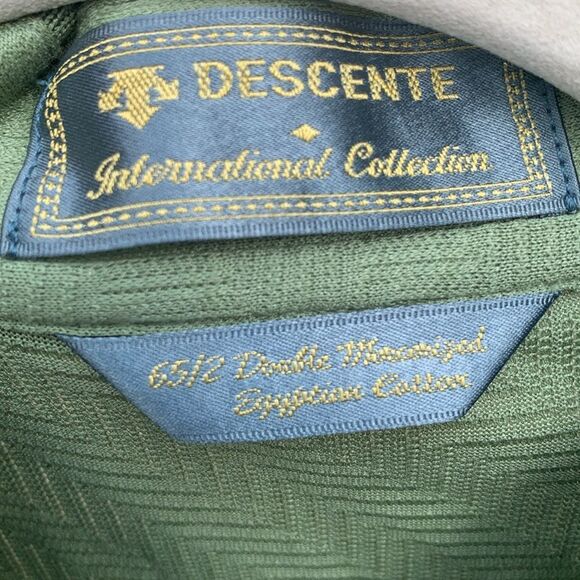 DESCENTE
International Collection
65/2 Double Mercerized
Egyptian Cotton